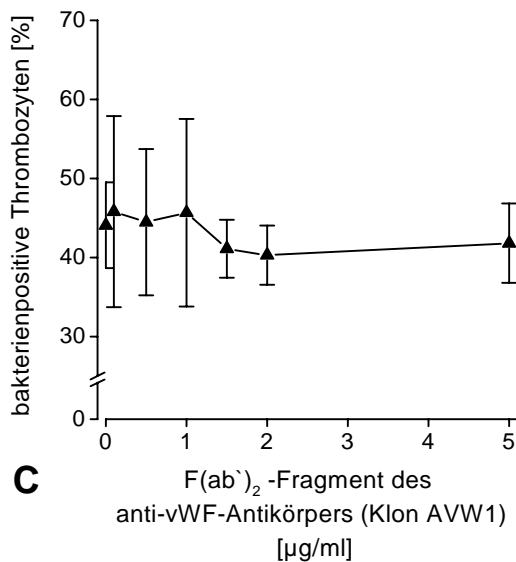 bakterienpositive Thrombozyten [%]
70
60
50
40
30
0
0 1 2 3 4 5
C
F(ab`)2 -Fragment des
anti-vWF-Antikörpers (Klon AVW1)
[µg/ml]